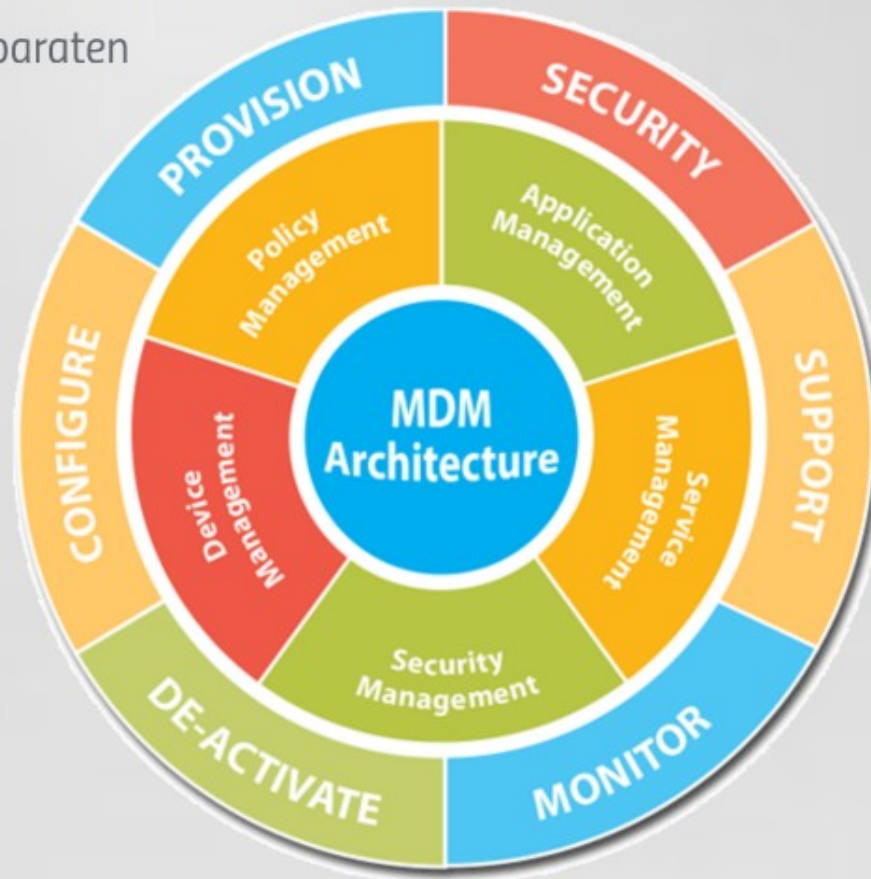 PROVISION
SECURITY
SUPPORT
MONITOR
DE-ACTIVATE
CONFIGURE
Policy
Management
Application
Management
Service
Management
Security
Management
Device
Management
MDM
Architecture